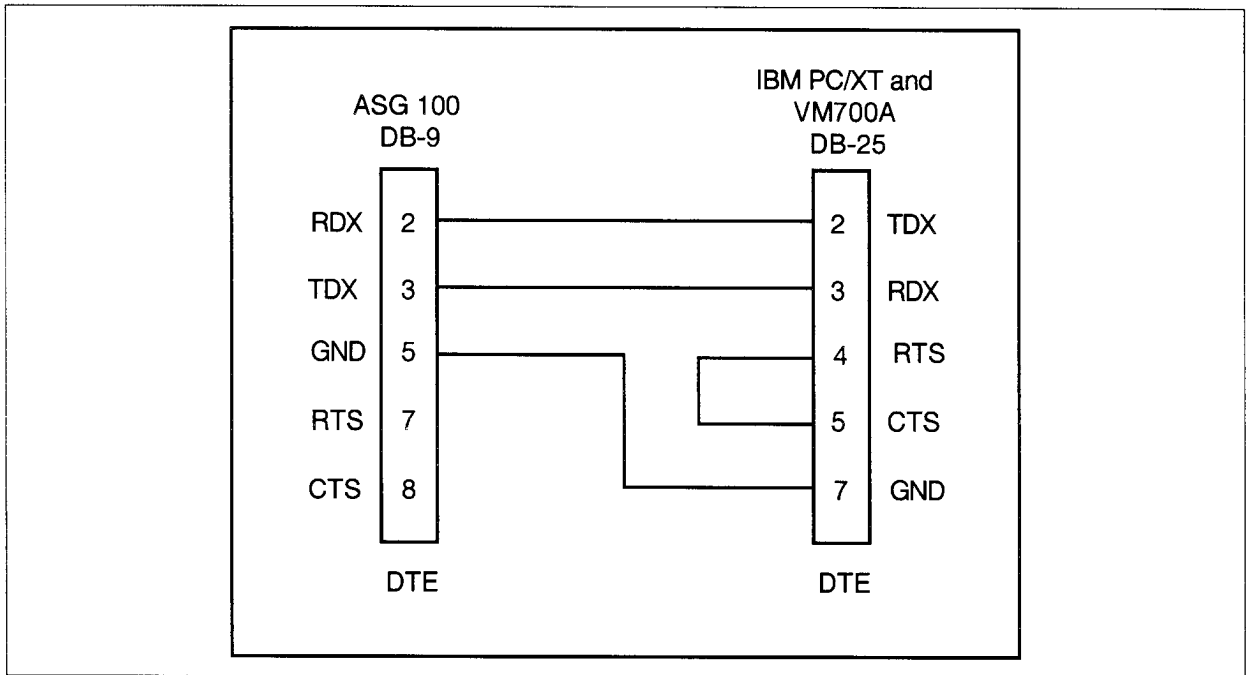 ASG 100
DB-9
IBM PC/XT and
VM700A
DB-25
RDX 2
2 TDX
TDX 3
3 RDX
GND 5
4 RTS
RTS 7
5 CTS
CTS 8
7 GND
DTE
DTE